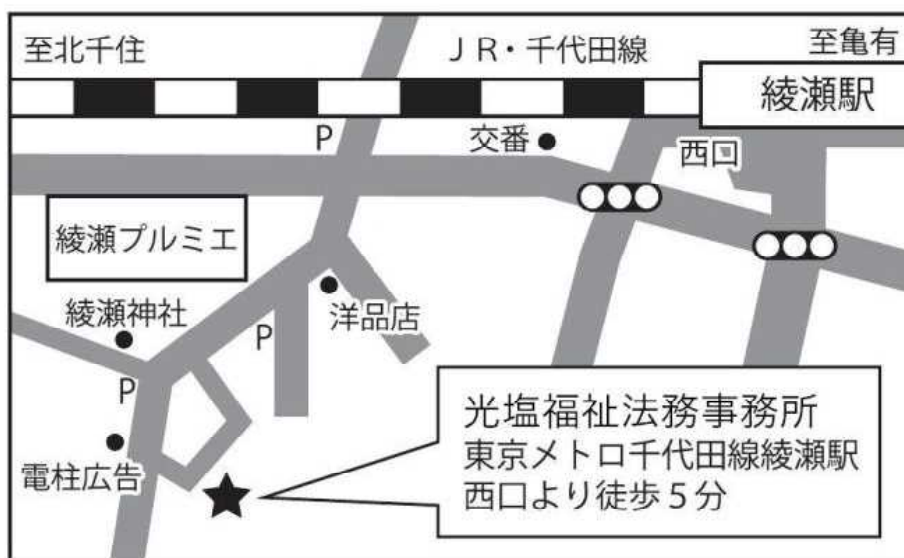 至北千住
JR・千代田線
至亀有
綾瀬駅
P
交番
西口
綾瀬プルミエ
綾瀬神社
P
洋品店
P
電柱広告
光塩福祉法務事務所
東京メトロ千代田線綾瀬駅
西口より徒歩5分